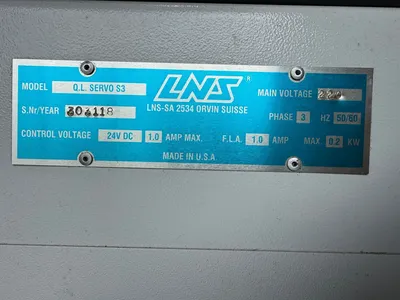 MODEL Q.L. SERVO S3 LNS ® MAIN VOLTAGE 220
S.Nr/YEAR 304118 LNS-SA 2534 ORVIN SUISSE PHASE 3 HZ 50/60
CONTROL VOLTAGE 24V DC 1.0 AMP MAX. F.L.A. 1.0 AMP MAX 0.2 KW
MADE IN U.S.A.